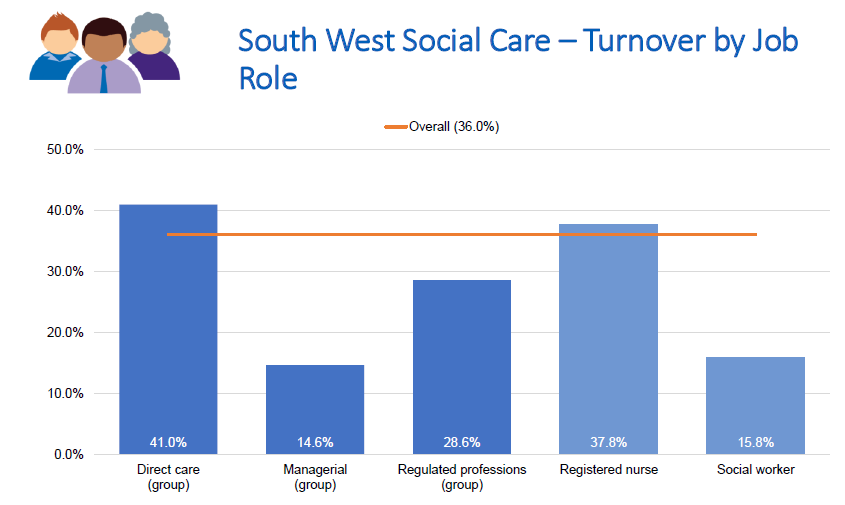 South West Social Care – Turnover by Job
Role
Overall (36.0%)
50.0%
40.0%
30.0%
20.0%
10.0%
0.0%
41.0%
14.6%
28.6%
37.8%
15.8%
Direct care
(group)
Managerial
(group)
Regulated professions
(group)
Registered nurse
Social worker